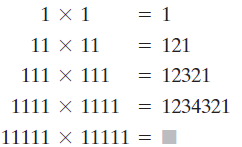 1 × 1 = 1
11 × 11 = 121
111 × 111 = 12321
1111 × 1111 = 1234321
11111 × 11111 = ■